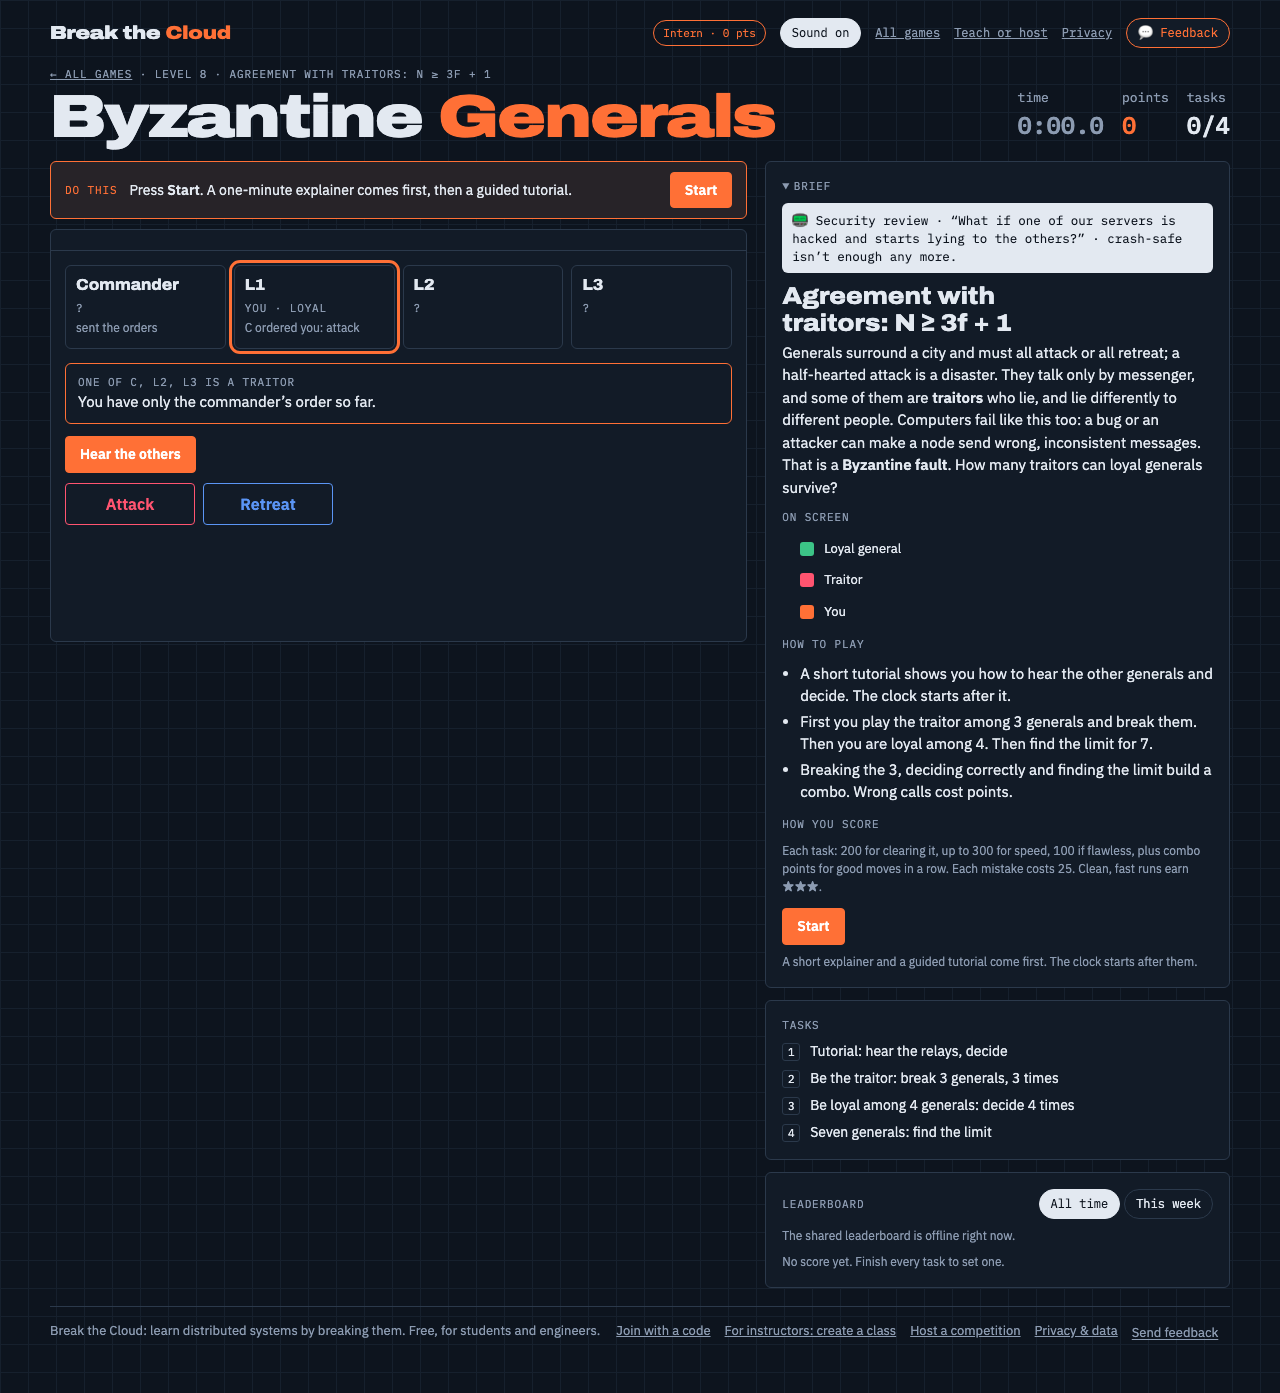 Break the Cloud
Intern · 0 pts
Sound on
All games
Teach or host
Privacy
💬 Feedback
← ALL GAMES · LEVEL 8 · AGREEMENT WITH TRAITORS: N ≥ 3F + 1
Byzantine Generals
time
0:00.0
points
0
tasks
0/4
DO THIS Press Start. A one-minute explainer comes first, then a guided tutorial.
Start
Commander
?
sent the orders
L1
YOU · LOYAL
C ordered you: attack
L2
?
L3
?
ONE OF C, L2, L3 IS A TRAITOR
You have only the commander’s order so far.
Hear the others
Attack
Retreat
▼ BRIEF
Security review · “What if one of our servers is
hacked and starts lying to the others?” · crash-safe
isn’t enough any more.
Agreement with
traitors: N ≥ 3f + 1
Generals surround a city and must all attack or all retreat; a
half-hearted attack is a disaster. They talk only by messenger,
and some of them are traitors who lie, and lie differently to
different people. Computers fail like this too: a bug or an
attacker can make a node send wrong, inconsistent messages.
That is a Byzantine fault. How many traitors can loyal generals
survive?
ON SCREEN
Loyal general
Traitor
You
HOW TO PLAY
• A short tutorial shows you how to hear the other generals and
decide. The clock starts after it.
• First you play the traitor among 3 generals and break them.
Then you are loyal among 4. Then find the limit for 7.
• Breaking the 3, deciding correctly and finding the limit build a
combo. Wrong calls cost points.
HOW YOU SCORE
Each task: 200 for clearing it, up to 300 for speed, 100 if flawless, plus combo
points for good moves in a row. Each mistake costs 25. Clean, fast runs earn
★★★.
Start
A short explainer and a guided tutorial come first. The clock starts after them.
TASKS
1 Tutorial: hear the relays, decide
2 Be the traitor: break 3 generals, 3 times
3 Be loyal among 4 generals: decide 4 times
4 Seven generals: find the limit
LEADERBOARD
All time
This week
The shared leaderboard is offline right now.
No score yet. Finish every task to set one.
Break the Cloud: learn distributed systems by breaking them. Free, for students and engineers.
Join with a code
For instructors: create a class
Host a competition
Privacy & data
Send feedback